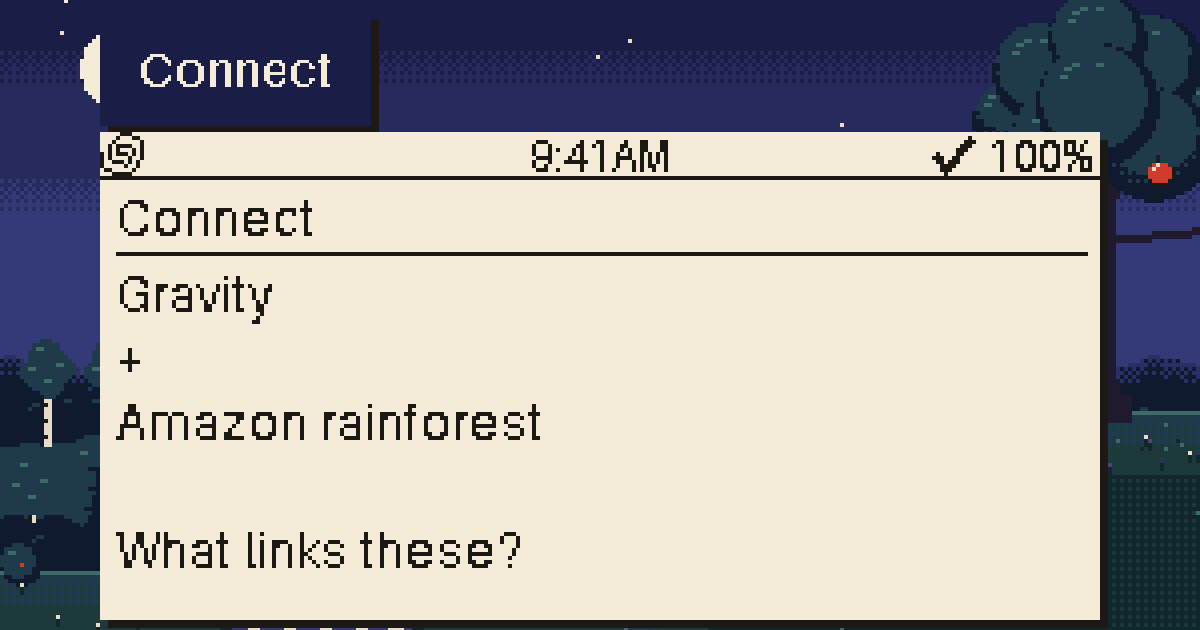 Connect
9:41AM ✓ 100%
Connect
Gravity
+
Amazon rainforest
What links these?